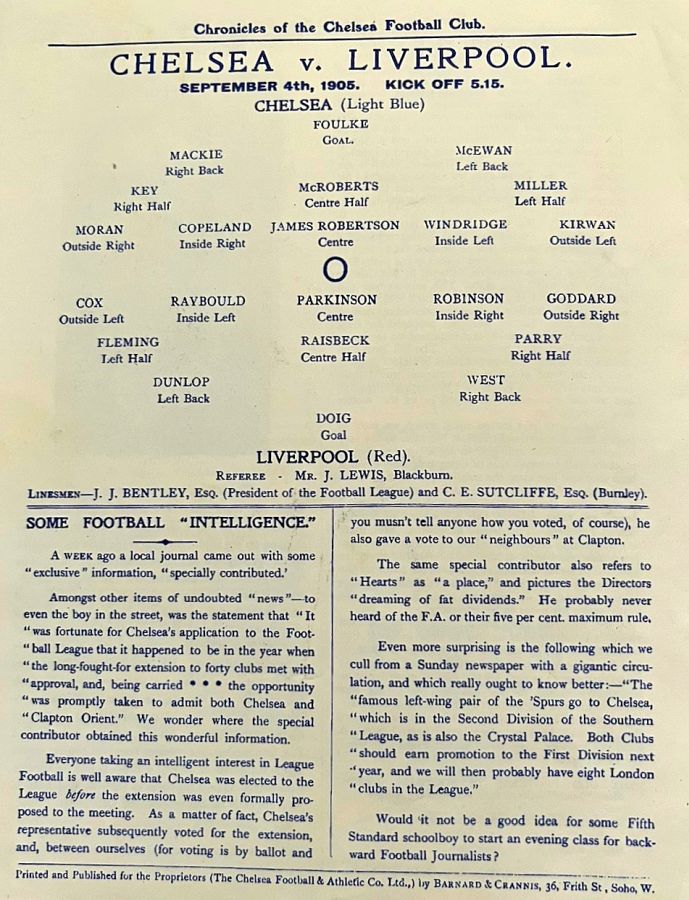 Chronicles of the Chelsea Football Club.
CHELSEA v. LIVERPOOL.
SEPTEMBER 4th, 1905. KICK OFF 5.15.
CHELSEA (Light Blue)
FOULKE
GOAL.
MACKIE McEWAN
Right Back Left Back
KEY McROBERTS MILLER
Right Half Centre Half Left Half
MORAN COPELAND JAMES ROBERTSON WINDRIDGE KIRWAN
Outside Right Inside Right Centre Inside Left Outside Left
O
COX RAYBOULD PARKINSON ROBINSON GODDARD
Outside Left Inside Left Centre Inside Right Outside Right
FLEMING RAISBECK PARRY
Left Half Centre Half Right Half
DUNLOP WEST
Left Back Right Back
DOIG
Goal
LIVERPOOL (Red).
REFEREE - MR. J. LEWIS, Blackburn.
LINESMEN—J. J. BENTLEY, ESQ. (President of the Football League) and C. E. SUTCLIFFE, ESQ. (Burnley).
SOME FOOTBALL "INTELLIGENCE."
A WEEK ago a local journal came out with some
"exclusive" information, "specially contributed.'
Amongst other items of undoubted "news"—to
even the boy in the street, was the statement that "It
"was fortunate for Chelsea's application to the Foot-
"ball League that it happened to be in the year when
"the long-fought-for extension to forty clubs met with
"approval, and, being carried * * * the opportunity
"was promptly taken to admit both Chelsea and
"Clapton Orient." We wonder where the special
contributor obtained this wonderful information.
Everyone taking an intelligent interest in League
Football is well aware that Chelsea was elected to the
League before the extension was even formally pro-
posed to the meeting. As a matter of fact, Chelsea's
representative subsequently voted for the extension,
and, between ourselves (for voting is by ballot and
you musn't tell anyone how you voted, of course), he
also gave a vote to our "neighbours" at Clapton.
The same special contributor also refers to
"Hearts" as "a place," and pictures the Directors
"dreaming of fat dividends." He probably never
heard of the F.A. or their five per cent. maximum rule.
Even more surprising is the following which we
cull from a Sunday newspaper with a gigantic circu-
lation, and which really ought to know better:—"The
"famous left-wing pair of the 'Spurs go to Chelsea,
"which is in the Second Division of the Southern
"League, as is also the Crystal Palace. Both Clubs
"should earn promotion to the First Division next
"year, and we will then probably have eight London
"clubs in the League."
Would it not be a good idea for some Fifth
Standard schoolboy to start an evening class for back-
ward Football Journalists?
Printed and Published for the Proprietors (The Chelsea Football & Athletic Co. Ltd.,) by BARNARD & CRANNIS, 36, Frith St, Soho, W.